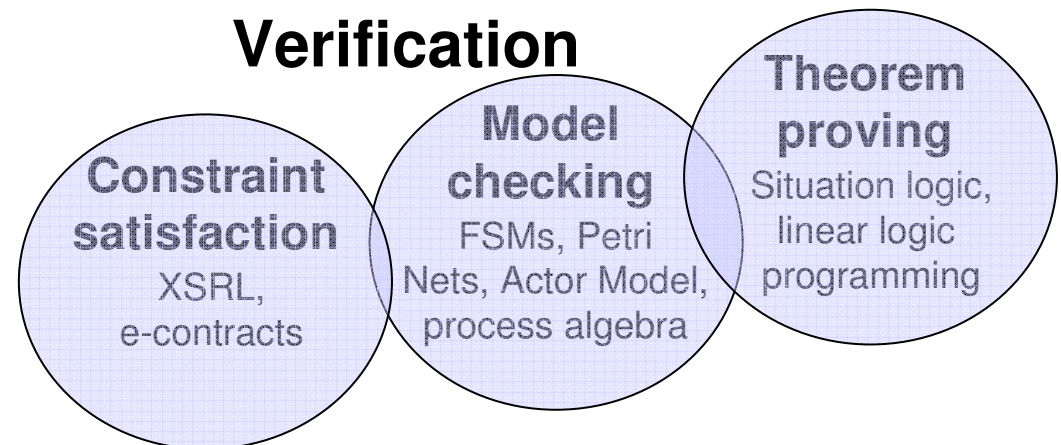 Verification
Constraint
satisfaction
XSRL,
e-contracts
Model
checking
FSMs, Petri
Nets, Actor Model,
process algebra
Theorem
proving
Situation logic,
linear logic
programming